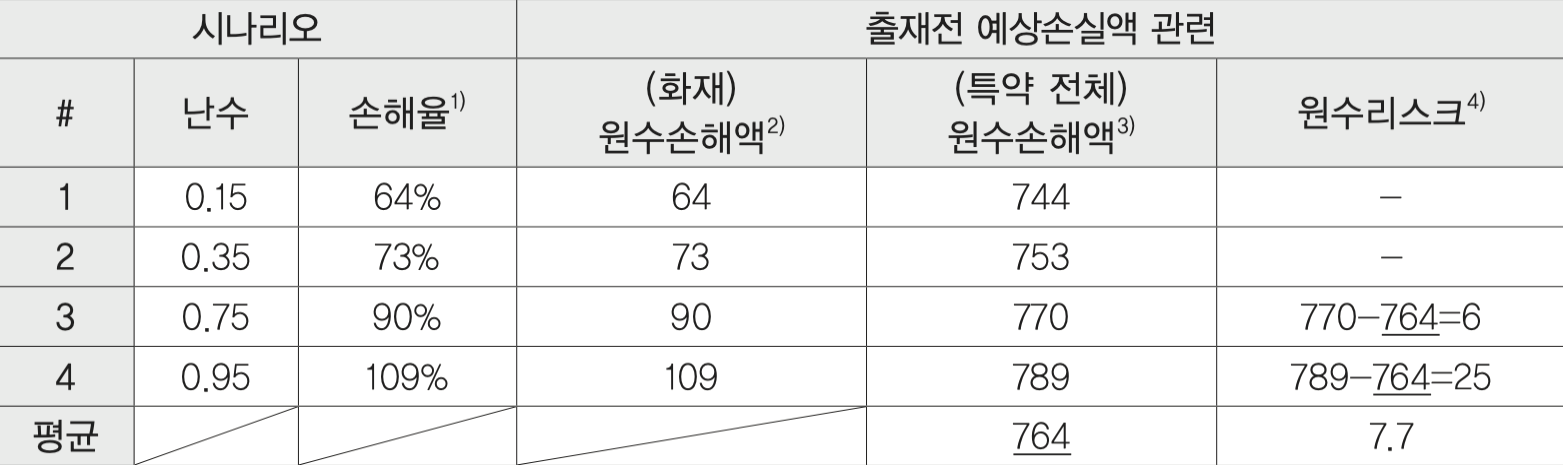 시나리오 출재전 예상손실액 관련
# 난수 손해율1) (화재) 원수손해액2) (특약 전체) 원수손해액3) 원수리스크4)
1 0.15 64% 64 744 –
2 0.35 73% 73 753 –
3 0.75 90% 90 770 770–764=6
4 0.95 109% 109 789 789–764=25
평균 764 7.7